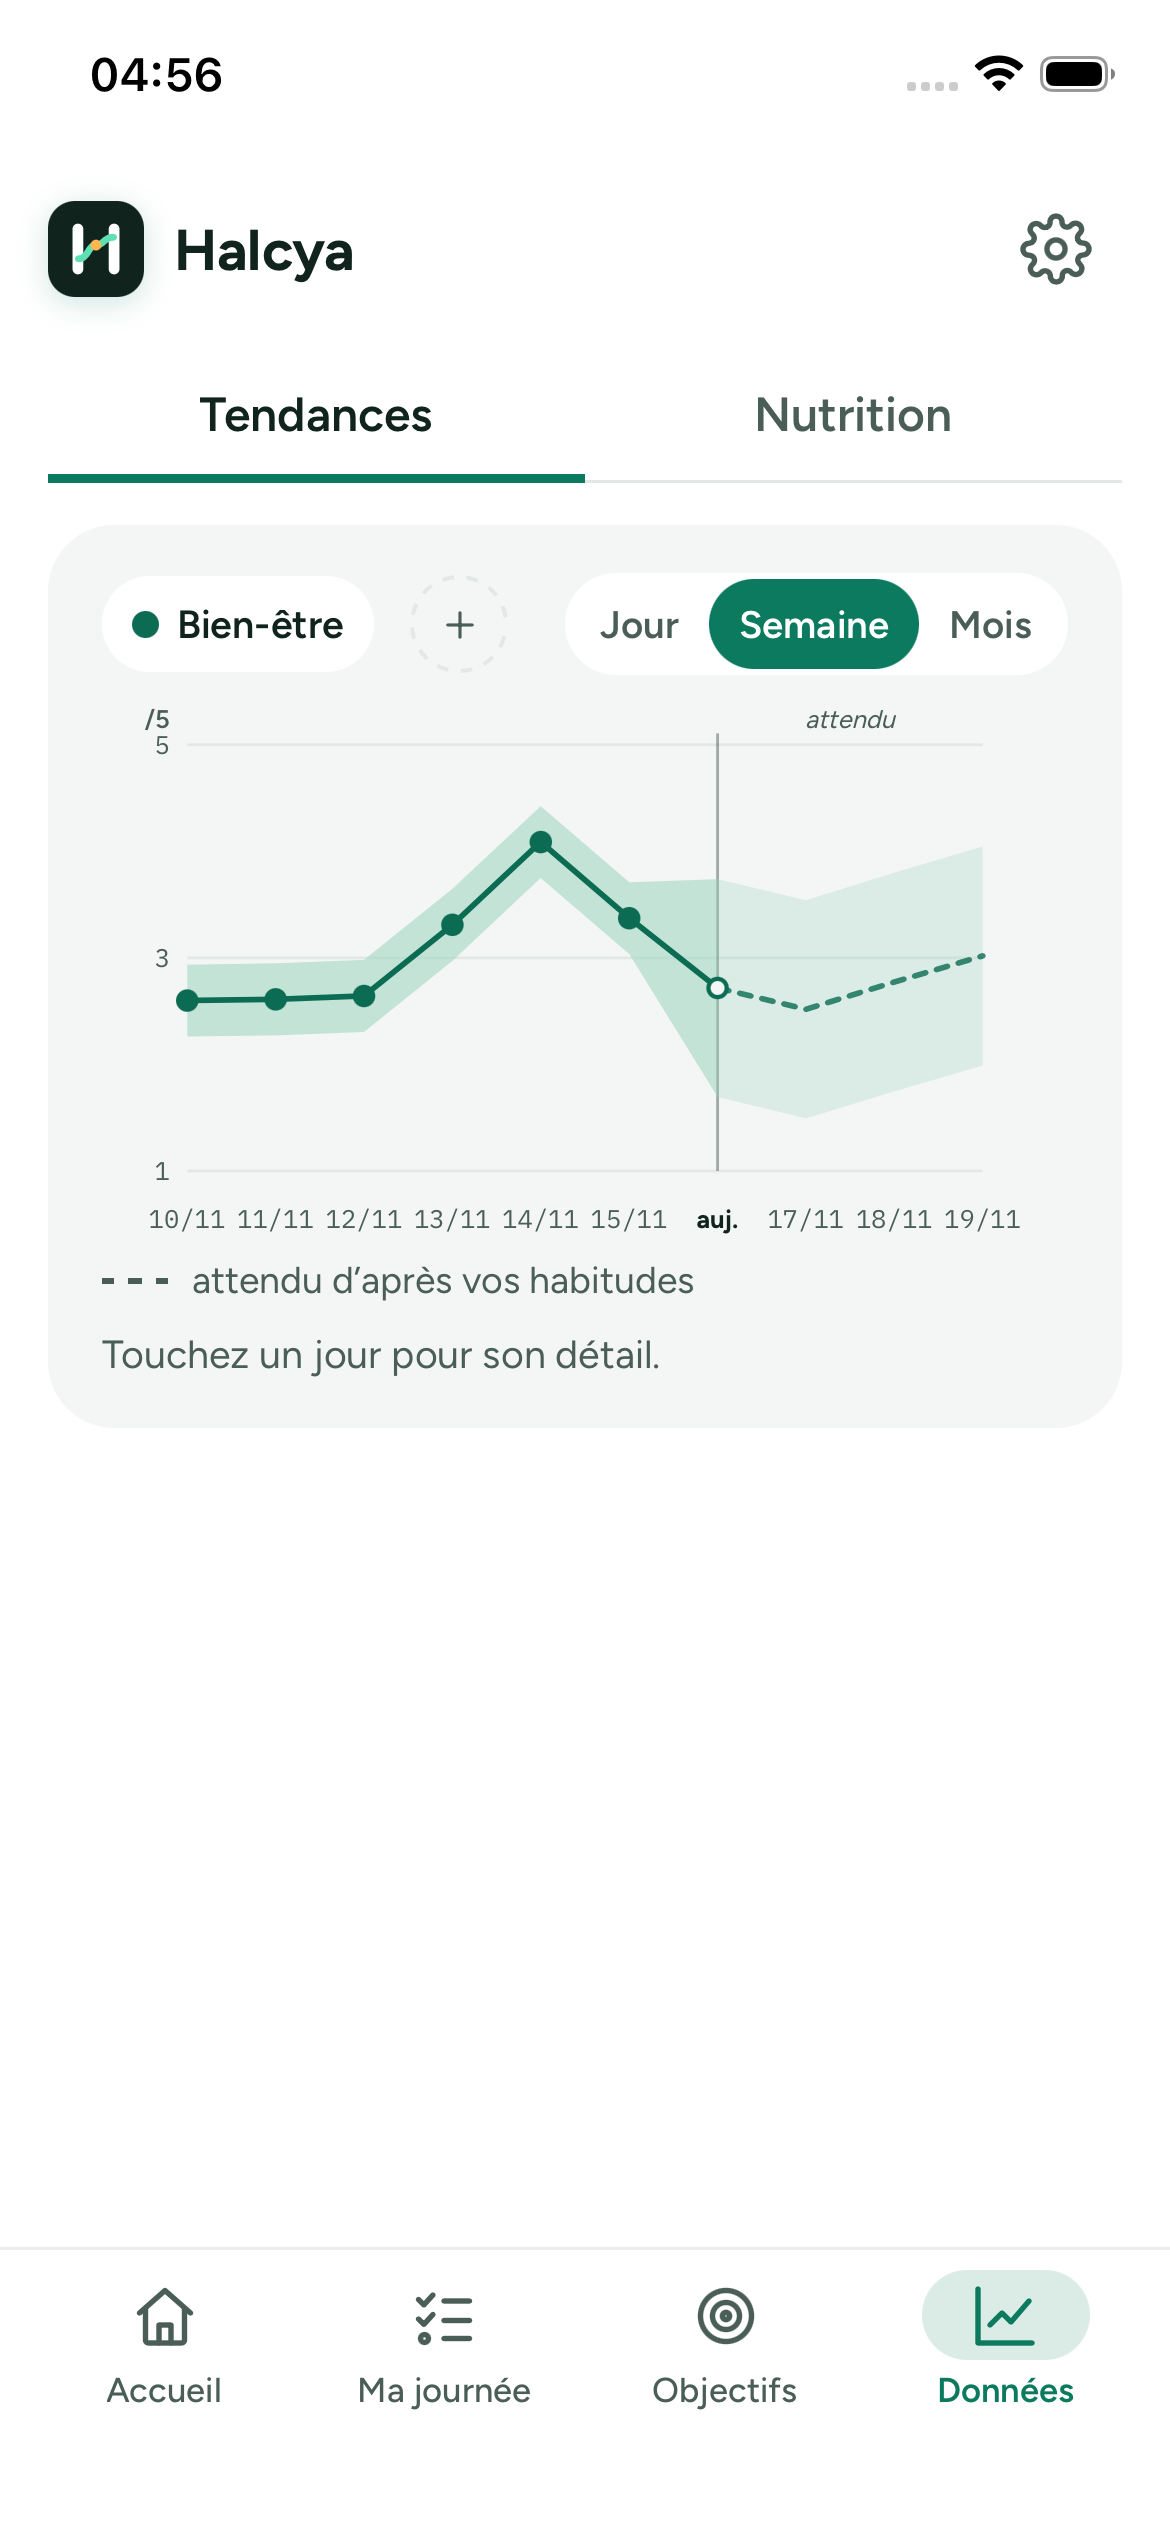 04:56
Halcya
Tendances Nutrition
Bien-être + Jour Semaine Mois
/5 attendu
5
3
1
10/11 11/11 12/11 13/11 14/11 15/11 auj. 17/11 18/11 19/11
attendu d’après vos habitudes
Touchez un jour pour son détail.
Accueil Ma journée Objectifs Données